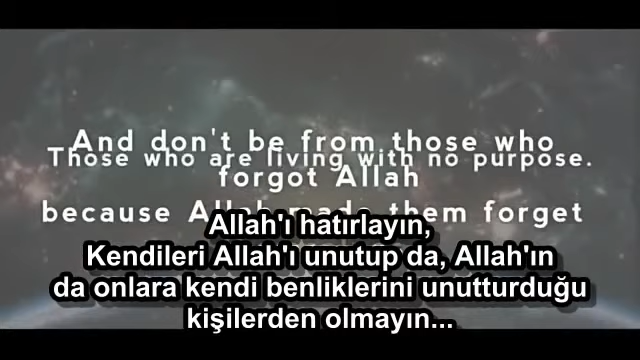 And don't be from those who
Those who are living with no purpose.
forgot Allah
because Allah made them forget
Allah'ı hatırlayın,
Kendileri Allah'ı unutup da, Allah'ın
da onlara kendi benliklerini unutturduğu
kişilerden olmayın...